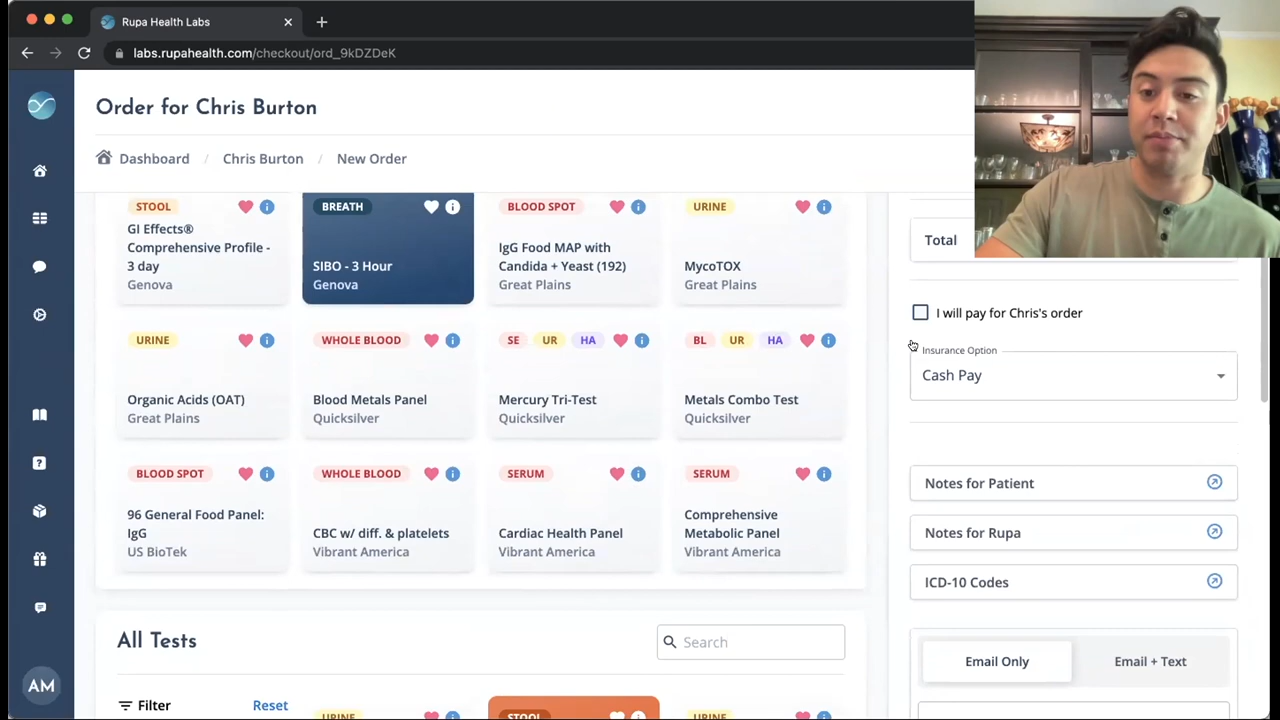 Rupa Health Labs
labs.rupahealth.com/checkout/ord_9kDZDeK
Order for Chris Burton
Dashboard / Chris Burton / New Order
STOOL
GI Effects®
Comprehensive Profile -
3 day
Genova
BREATH
SIBO - 3 Hour
Genova
BLOOD SPOT
IgG Food MAP with
Candida + Yeast (192)
Great Plains
URINE
MycoTOX
Great Plains
URINE
Organic Acids (OAT)
Great Plains
WHOLE BLOOD
Blood Metals Panel
Quicksilver
SE UR HA
Mercury Tri-Test
Quicksilver
BL UR HA
Metals Combo Test
Quicksilver
BLOOD SPOT
96 General Food Panel:
IgG
US BioTek
WHOLE BLOOD
CBC w/ diff. & platelets
Vibrant America
SERUM
Cardiac Health Panel
Vibrant America
SERUM
Comprehensive
Metabolic Panel
Vibrant America
All Tests
Search
Filter
Reset
URINE
STOOL
URINE
Total
I will pay for Chris's order
Insurance Option
Cash Pay
Notes for Patient
Notes for Rupa
ICD-10 Codes
Email Only
Email + Text
AM